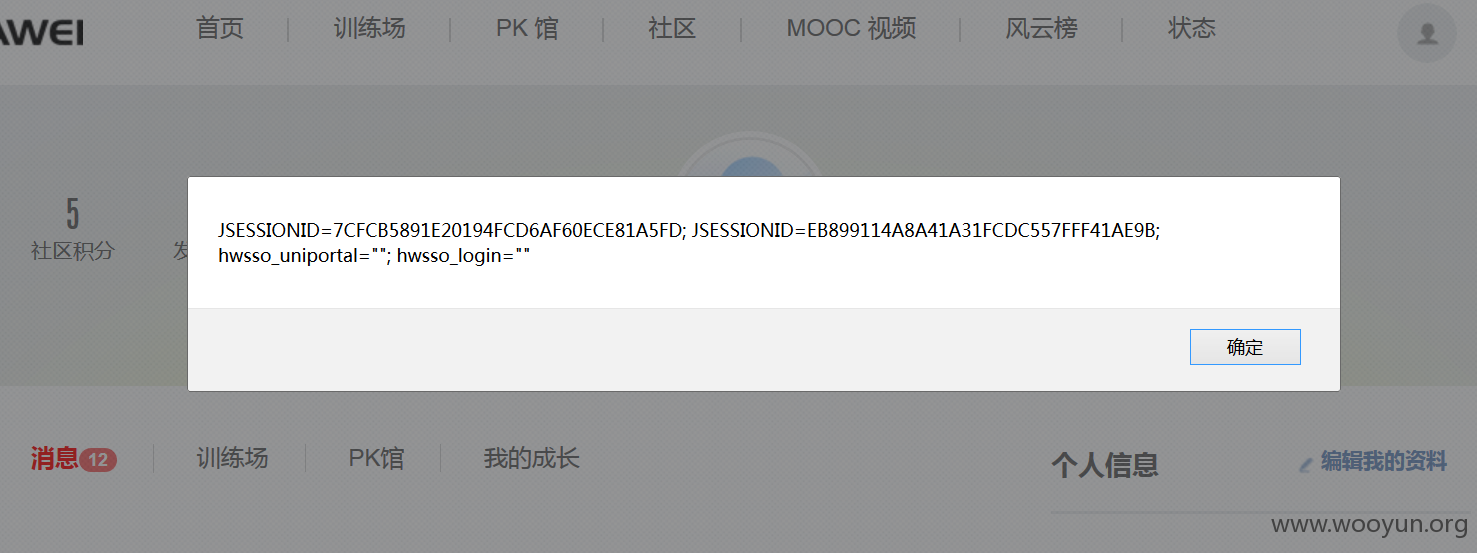 AWEI
首页 训练场 PK 馆 社区 MOOC 视频 风云榜 状态
5
社区积分 发
JSESSIONID=7CFCB5891E20194FCD6AF60ECE81A5FD; JSESSIONID=EB899114A8A41A31FCDC557FFF41AE9B;
hwsso_uniportal=""; hwsso_login=""
确定
消息 12 训练场 PK馆 我的成长
个人信息 编辑我的资料
www.wooyun.org